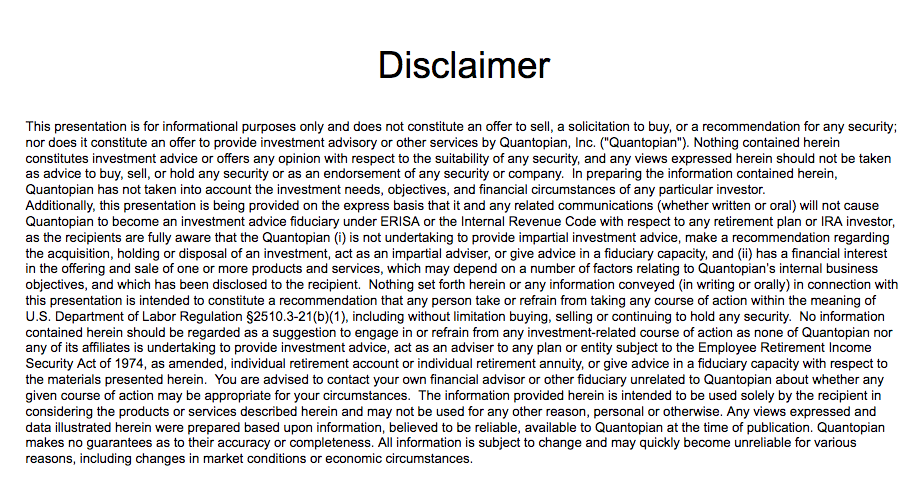 Disclaimer
This presentation is for informational purposes only and does not constitute an offer to sell, a solicitation to buy, or a recommendation for any security;
nor does it constitute an offer to provide investment advisory or other services by Quantopian, Inc. ("Quantopian"). Nothing contained herein
constitutes investment advice or offers any opinion with respect to the suitability of any security, and any views expressed herein should not be taken
as advice to buy, sell, or hold any security or as an endorsement of any security or company.  In preparing the information contained herein,
Quantopian has not taken into account the investment needs, objectives, and financial circumstances of any particular investor.
Additionally, this presentation is being provided on the express basis that it and any related communications (whether written or oral) will not cause
Quantopian to become an investment advice fiduciary under ERISA or the Internal Revenue Code with respect to any retirement plan or IRA investor,
as the recipients are fully aware that the Quantopian (i) is not undertaking to provide impartial investment advice, make a recommendation regarding
the acquisition, holding or disposal of an investment, act as an impartial adviser, or give advice in a fiduciary capacity, and (ii) has a financial interest
in the offering and sale of one or more products and services, which may depend on a number of factors relating to Quantopian's internal business
objectives, and which has been disclosed to the recipient.  Nothing set forth herein or any information conveyed (in writing or orally) in connection with
this presentation is intended to constitute a recommendation that any person take or refrain from taking any course of action within the meaning of
U.S. Department of Labor Regulation §2510.3-21(b)(1), including without limitation buying, selling or continuing to hold any security.  No information
contained herein should be regarded as a suggestion to engage in or refrain from any investment-related course of action as none of Quantopian nor
any of its affiliates is undertaking to provide investment advice, act as an adviser to any plan or entity subject to the Employee Retirement Income
Security Act of 1974, as amended, individual retirement account or individual retirement annuity, or give advice in a fiduciary capacity with respect to
the materials presented herein.  You are advised to contact your own financial advisor or other fiduciary unrelated to Quantopian about whether any
given course of action may be appropriate for your circumstances.  The information provided herein is intended to be used solely by the recipient in
considering the products or services described herein and may not be used for any other reason, personal or otherwise. Any views expressed and
data illustrated herein were prepared based upon information, believed to be reliable, available to Quantopian at the time of publication. Quantopian
makes no guarantees as to their accuracy or completeness. All information is subject to change and may quickly become unreliable for various
reasons, including changes in market conditions or economic circumstances.